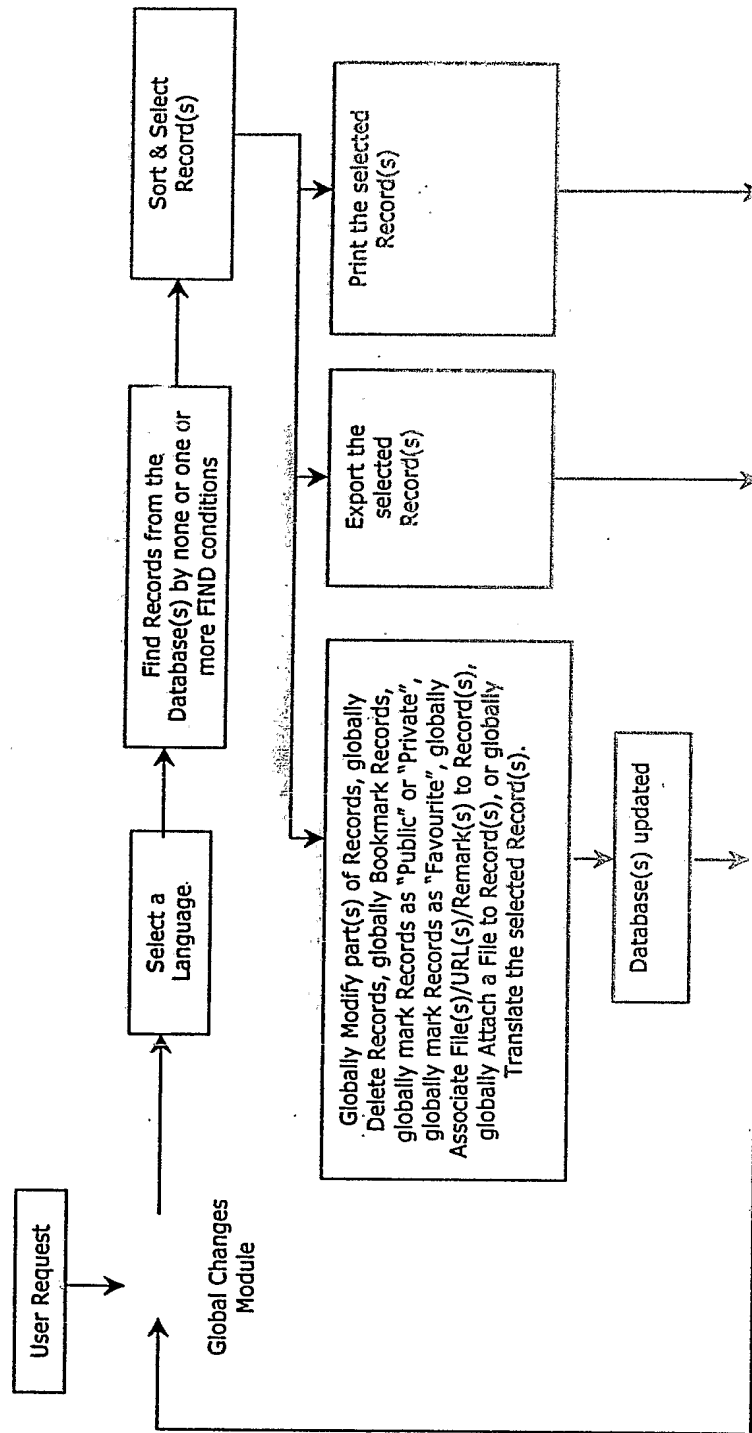 User Request
Global Changes
Module
Select a
Language.
Find Records from the
Database(s) by none or one or
more FIND conditions
Sort & Select
Record(s)
Globally Modify part(s) of Records, globally
Delete Records, globally Bookmark Records,
globally mark Records as “Public” or “Private”,
globally mark Records as “Favourite”, globally
Associate File(s)/URL(s)/Remark(s) to Record(s),
globally Attach a File to Record(s), or globally
Translate the selected Record(s).
Export the
selected
Record(s)
Print the selected
Record(s)
Database(s) updated